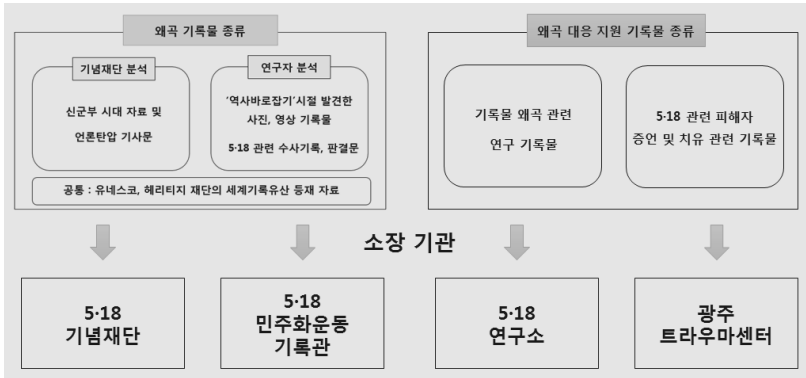 왜곡 기록물 종류
기념재단 분석
신군부 시대 자료 및
언론탄압 기사문
연구자 분석
'역사바로잡기'시절 발견한
사진, 영상 기록물
5·18 관련 수사기록, 판결문
공통 : 유네스코, 헤리티지 재단의 세계기록유산 등재 자료
왜곡 대응 지원 기록물 종류
기록물 왜곡 관련
연구 기록물
5·18 관련 피해자
증언 및 치유 관련 기록물
소장 기관
5·18
기념재단
5·18
민주화운동
기록관
5·18
연구소
광주
트라우마센터